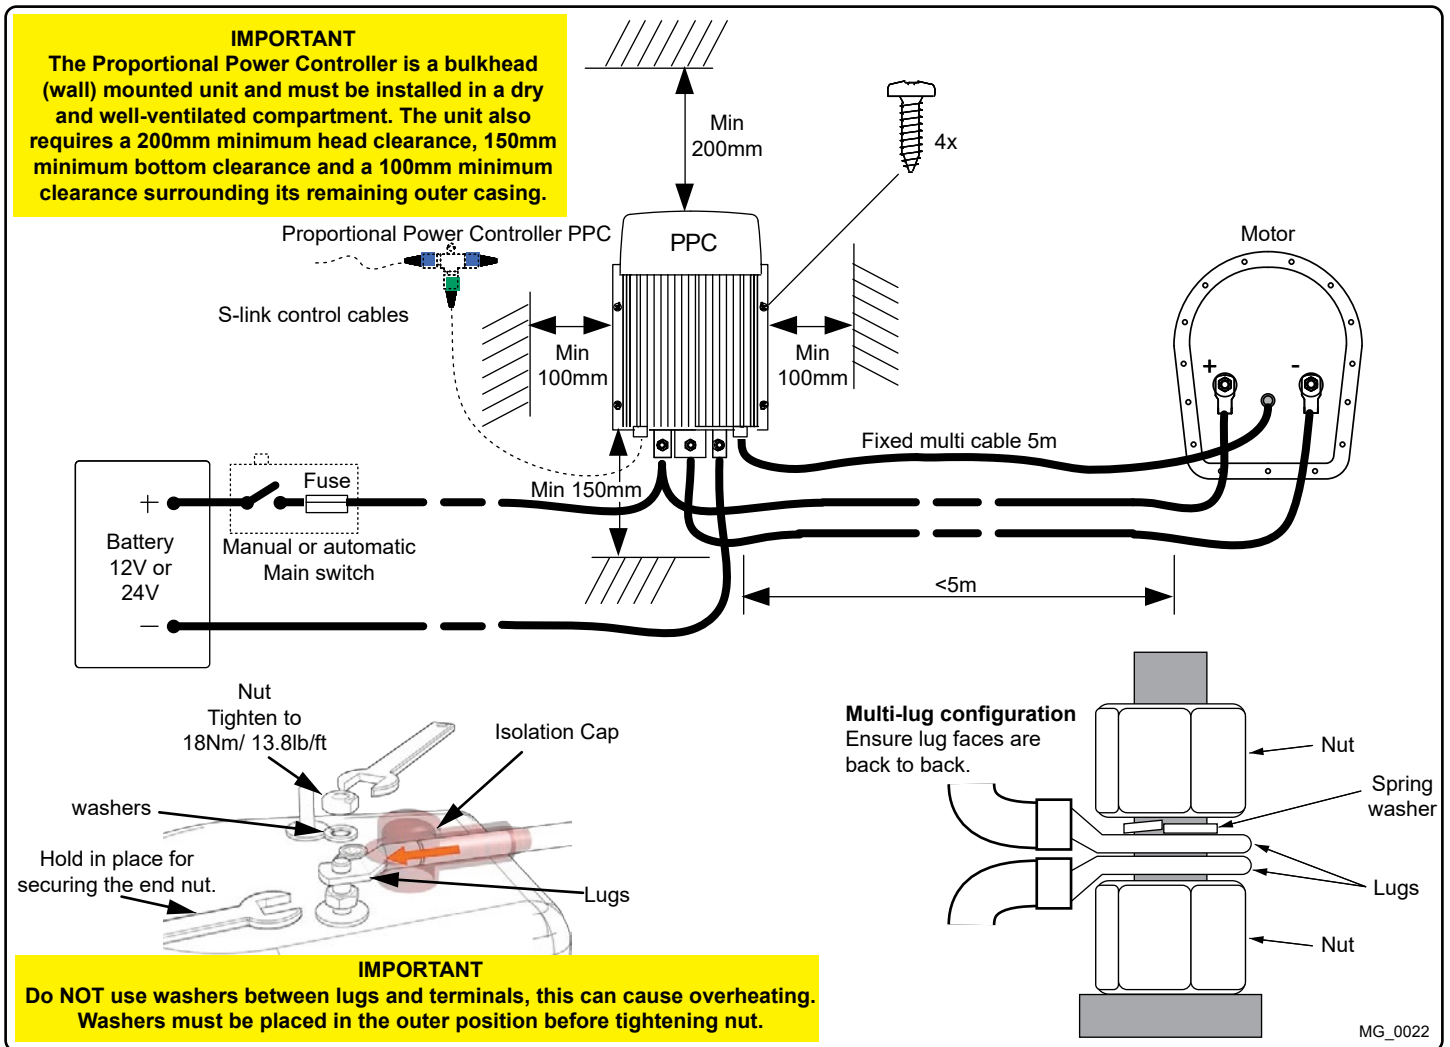 IMPORTANT
The Proportional Power Controller is a bulkhead
(wall) mounted unit and must be installed in a dry
and well-ventilated compartment. The unit also
requires a 200mm minimum head clearance, 150mm
minimum bottom clearance and a 100mm minimum
clearance surrounding its remaining outer casing.
Min
200mm
4x
Proportional Power Controller PPC
PPC
Motor
S-link control cables
Min
100mm
Min
100mm
+
-
Fixed multi cable 5m
Fuse
Min 150mm
+
Battery
12V or
24V
–
Manual or automatic
Main switch
<5m
Nut
Tighten to
18Nm/ 13.8lb/ft
Isolation Cap
washers
Hold in place for
securing the end nut.
Lugs
Multi-lug configuration
Ensure lug faces are
back to back.
Nut
Spring
washer
Lugs
Nut
IMPORTANT
Do NOT use washers between lugs and terminals, this can cause overheating.
Washers must be placed in the outer position before tightening nut.
MG_0022